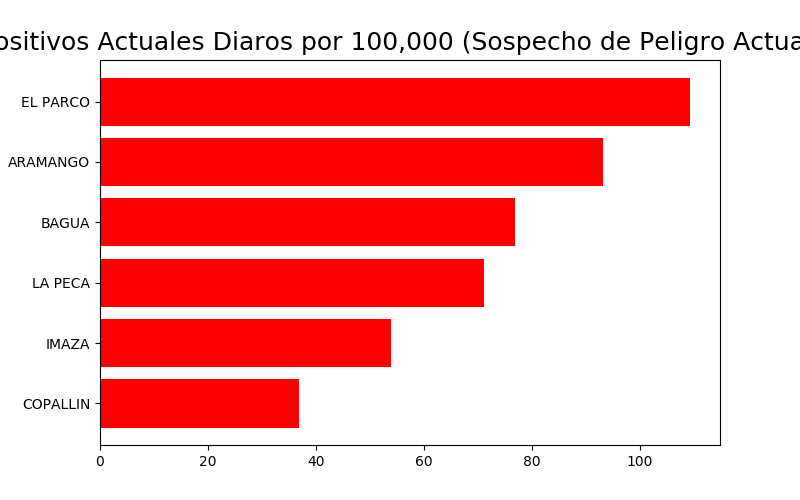 ositivos Actuales Diaros por 100,000 (Sospecho de Peligro Actua
EL PARCO
ARAMANGO
BAGUA
LA PECA
IMAZA
COPALLIN
0 20 40 60 80 100